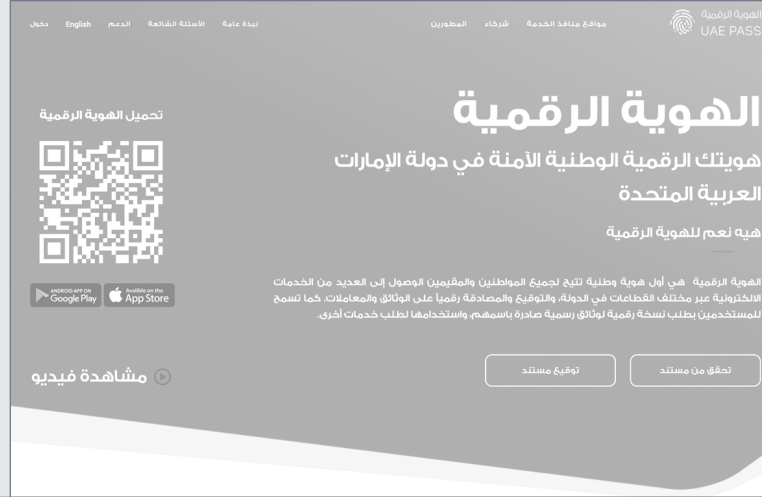 الهوية الرقمية
UAE PASS
مواقع منافذ الخدمة
شركاء
المطورين
نبذة عامة
الأسئلة الشائعة
الدعم
English
دخول
الهوية الرقمية
هويتك الرقمية الوطنية الآمنة في دولة الإمارات
العربية المتحدة
هيه نعم للهوية الرقمية
الهوية الرقمية هي أول هوية وطنية تتيح لجميع المواطنين والمقيمين الوصول إلى العديد من الخدمات
الالكترونية عبر مختلف القطاعات في الدولة، والتوقيع والمصادقة رقمياً على الوثائق والمعاملات. كما تسمح
للمستخدمين بطلب نسخة رقمية لوثائق رسمية صادرة باسمهم، واستخدامها لطلب خدمات أخرى.
تحقق من مستند
توقيع مستند
تحميل الهوية الرقمية
ANDROID APP ON
Google Play
Avalible on the
App Store
مشاهدة فيديو